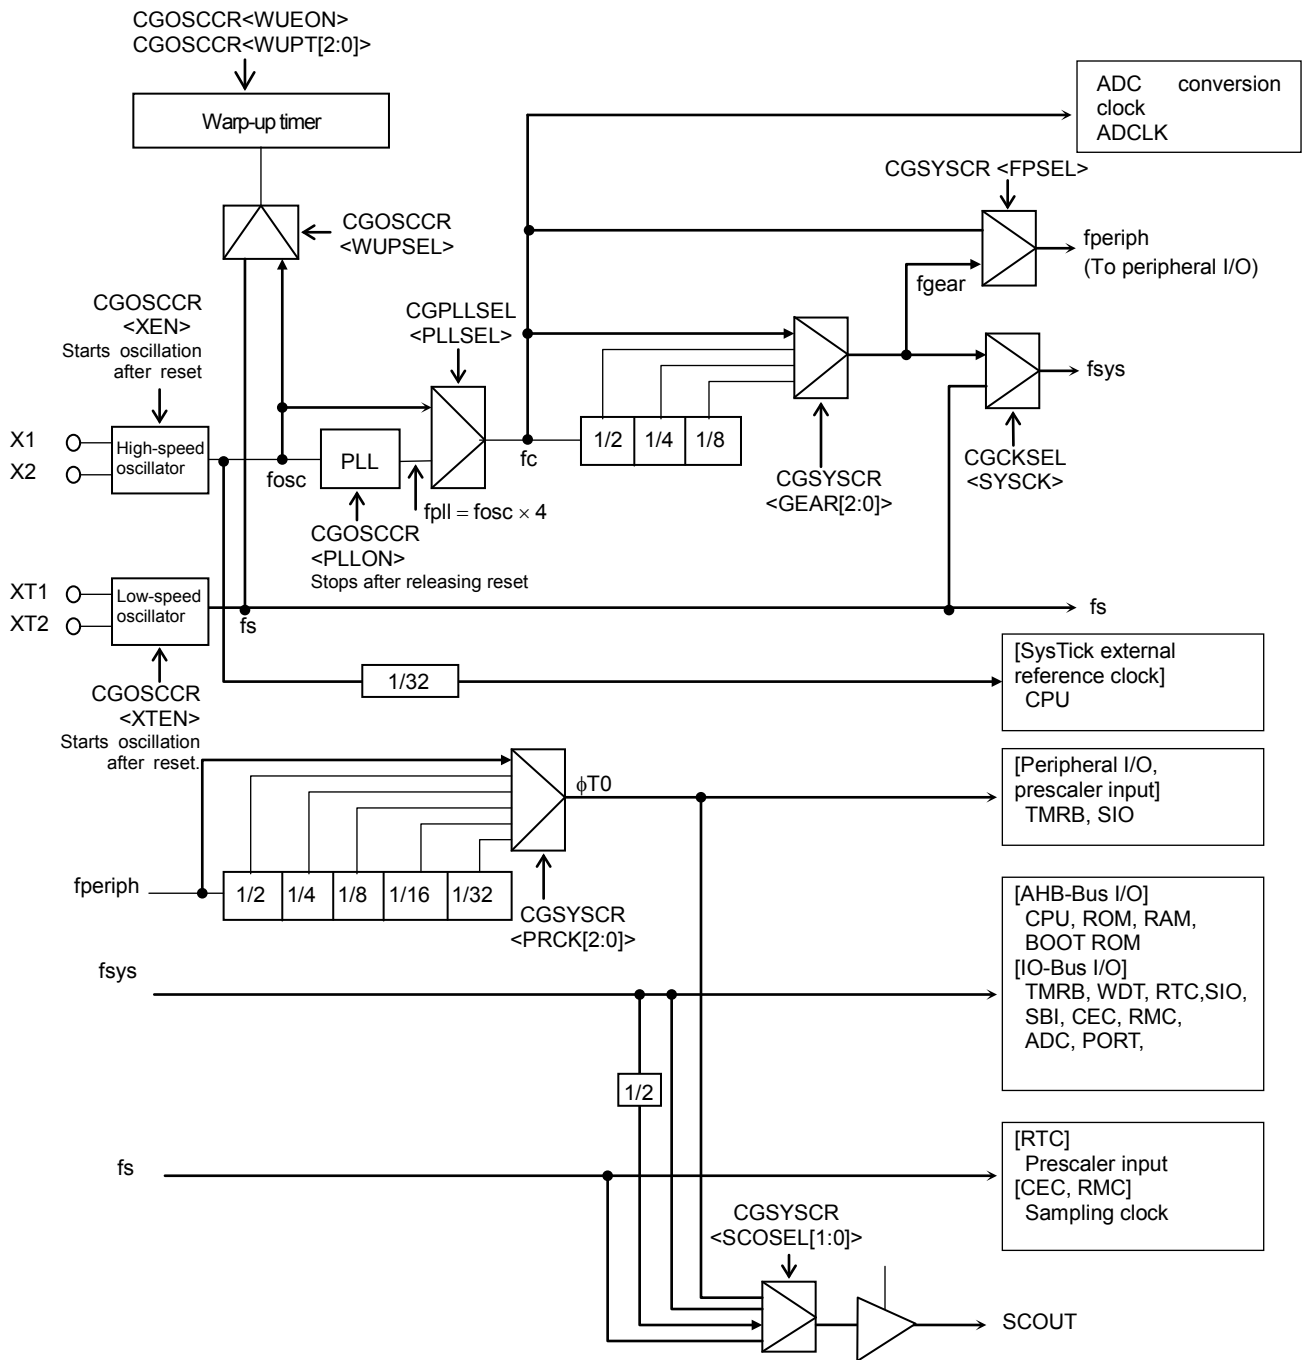 CGOSCCR<WUEON>
CGOSCCR<WUPT[2:0]>
Warp-up timer
ADC conversion
clock
ADCLK
CGSYSCR <FPSEL>
CGOSCCR
<WUPSEL>
fperiph
(To peripheral I/O)
fgear
CGOSCCR
<XEN>
Starts oscillation
after reset
CGPLLSEL
<PLLSEL>
fsys
X1
X2
High-speed
oscillator
fosc
PLL
fc
1/2
1/4
1/8
CGSYSCR
<GEAR[2:0]>
CGCKSEL
<SYSCK>
fpll = fosc × 4
CGOSCCR
<PLLON>
Stops after releasing reset
XT1
XT2
Low-speed
oscillator
fs
fs
CGOSCCR
<XTEN>
Starts oscillation
after reset.
1/32
[SysTick external
reference clock]
CPU
ϕT0
[Peripheral I/O,
prescaler input]
TMRB, SIO
fperiph
1/2
1/4
1/8
1/16
1/32
CGSYSCR
<PRCK[2:0]>
fsys
[AHB-Bus I/O]
CPU, ROM, RAM,
BOOT ROM
[IO-Bus I/O]
TMRB, WDT, RTC,SIO,
SBI, CEC, RMC,
ADC, PORT,
1/2
fs
[RTC]
Prescaler input
[CEC, RMC]
Sampling clock
CGSYSCR
<SCOSEL[1:0]>
SCOUT